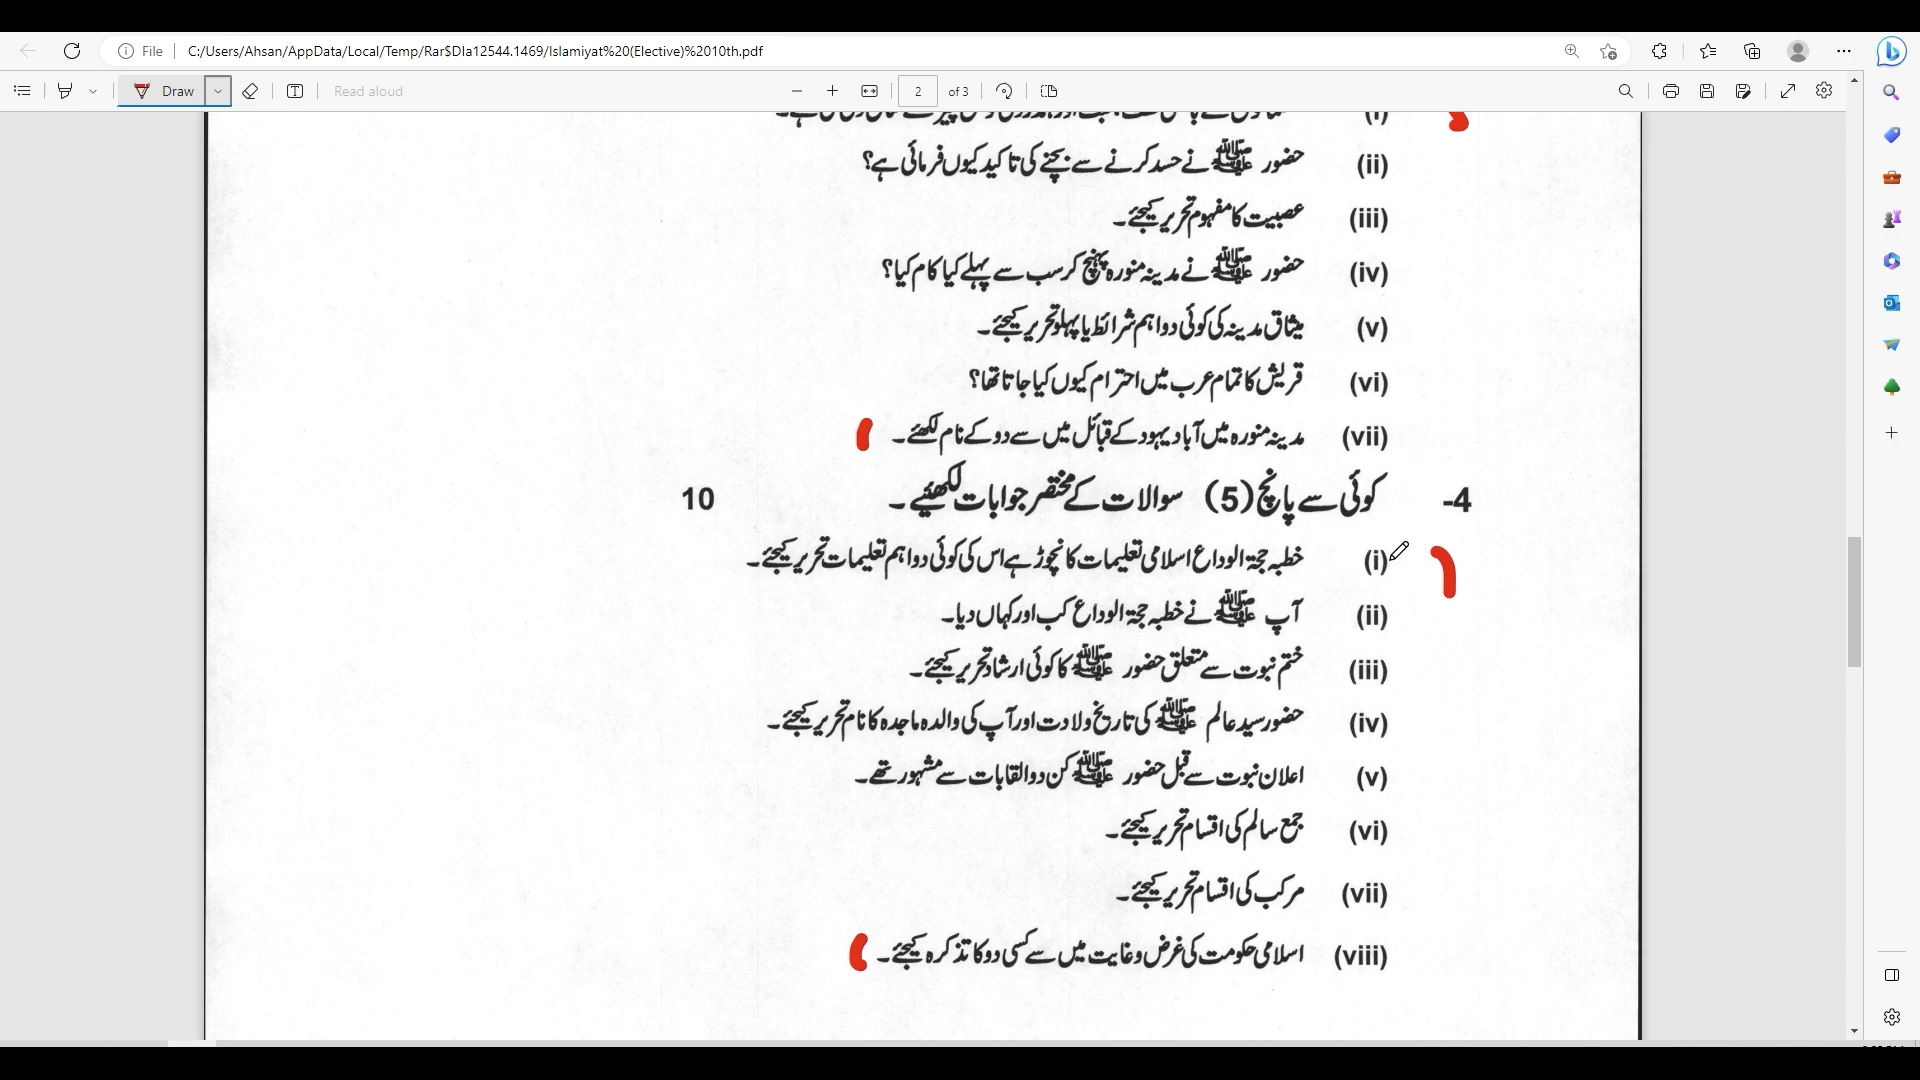 File C:/Users/Ahsan/AppData/Local/Temp/Rar$DIa12544.1469/Islamiyat%20(Elective)%2010th.pdf
Draw Read aloud 2 of 3
(i)
(ii) حضور ﷺ نے حسد کرنے سے بچنے کی تاکید کیوں فرمائی ہے؟
(iii) عصبیت کا مفہوم تحریر کیجئے۔
(iv) حضور ﷺ نے مدینہ منورہ پہنچ کر سب سے پہلے کیا کام کیا؟
(v) میثاق مدینہ کی کوئی دو اہم شرائط یا پہلو تحریر کیجئے۔
(vi) قریش کا تمام عرب میں احترام کیوں کیا جاتا تھا؟
(vii) مدینہ منورہ میں آباد یہود کے قبائل میں سے دو کے نام لکھئے۔
-4 کوئی سے پانچ (5) سوالات کے مختصر جوابات لکھئیے۔ 10
(i) خطبہ حجۃ الوداع اسلامی تعلیمات کا نچوڑ ہے اس کی کوئی دو اہم تعلیمات تحریر کیجئے۔
(ii) آپ ﷺ نے خطبہ حجۃ الوداع کب اور کہاں دیا۔
(iii) ختم نبوت سے متعلق حضور ﷺ کا کوئی ارشاد تحریر کیجئے۔
(iv) حضور سید عالم ﷺ کی تاریخ ولادت اور آپ کی والدہ ماجدہ کا نام تحریر کیجئے۔
(v) اعلان نبوت سے قبل حضور ﷺ کن دو القابات سے مشہور تھے۔
(vi) جمع سالم کی اقسام تحریر کیجئے۔
(vii) مرکب کی اقسام تحریر کیجئے۔
(viii) اسلامی حکومت کی غرض و غایت میں سے کسی دو کا تذکرہ کیجئے۔